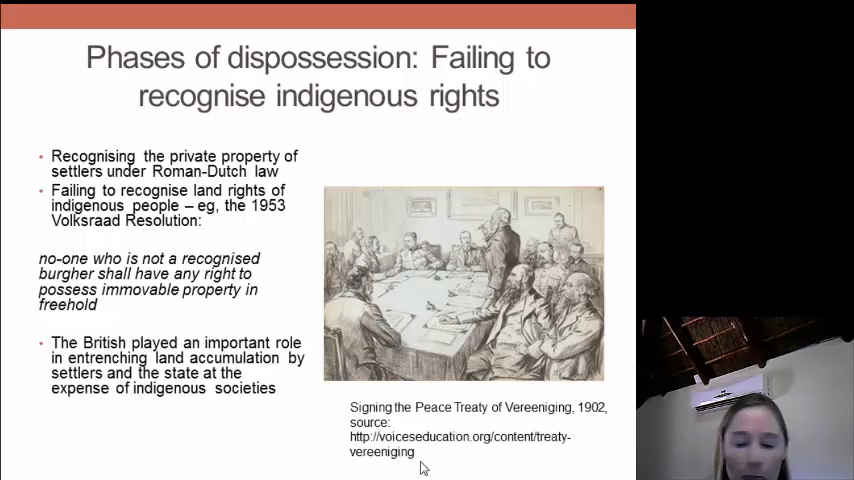 Phases of dispossession: Failing to
recognise indigenous rights
• Recognising the private property of
settlers under Roman-Dutch law
• Failing to recognise land rights of
indigenous people – eg, the 1953
Volksraad Resolution:
no-one who is not a recognised
burgher shall have any right to
possess immovable property in
freehold
• The British played an important role
in entrenching land accumulation by
settlers and the state at the
expense of indigenous societies
Signing the Peace Treaty of Vereeniging, 1902,
source:
http://voiceseducation.org/content/treaty-
vereeniging